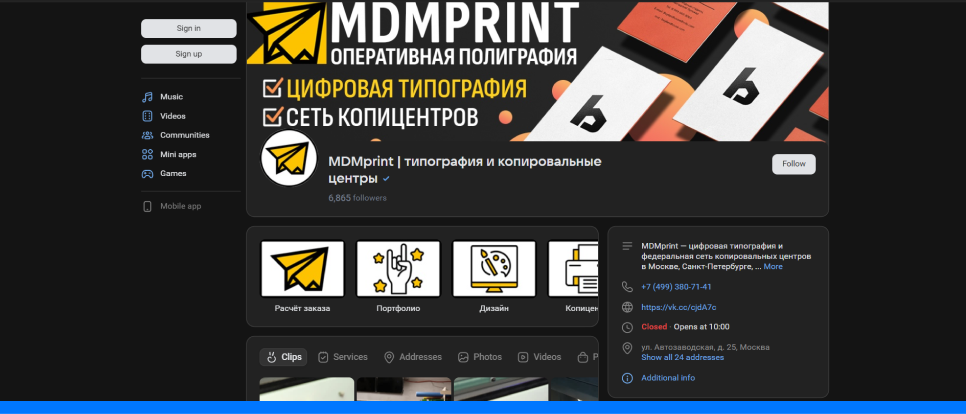 MDMPRINT
ОПЕРАТИВНАЯ ПОЛИГРАФИЯ
ЦИФРОВАЯ ТИПОГРАФИЯ
СЕТЬ КОПИЦЕНТРОВ
Sign in
Sign up
Music
Videos
Communities
Mini apps
Games
Mobile app
MDMprint | типография и копировальные
центры
6,865 followers
Follow
Расчёт заказа
Портфолио
Дизайн
Копицен
Clips
Services
Addresses
Photos
Videos
P
MDMprint — цифровая типография и
федеральная сеть копировальных центров
в Москве, Санкт-Петербурге, ... More
+7 (499) 380-71-41
https://vk.cc/cjdA7c
Closed · Opens at 10:00
ул. Автозаводская, д. 25, Москва
Show all 24 addresses
Additional info